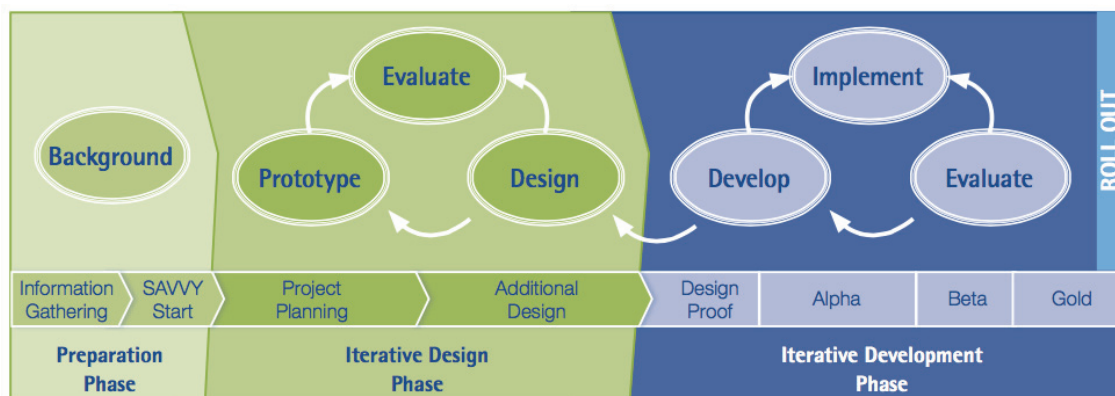 Evaluate
Implement
Background
Prototype
Design
Develop
Evaluate
ROLL OUT
Information
Gathering
SAVVY
Start
Project
Planning
Additional
Design
Design
Proof
Alpha
Beta
Gold
Preparation
Phase
Iterative Design
Phase
Iterative Development
Phase